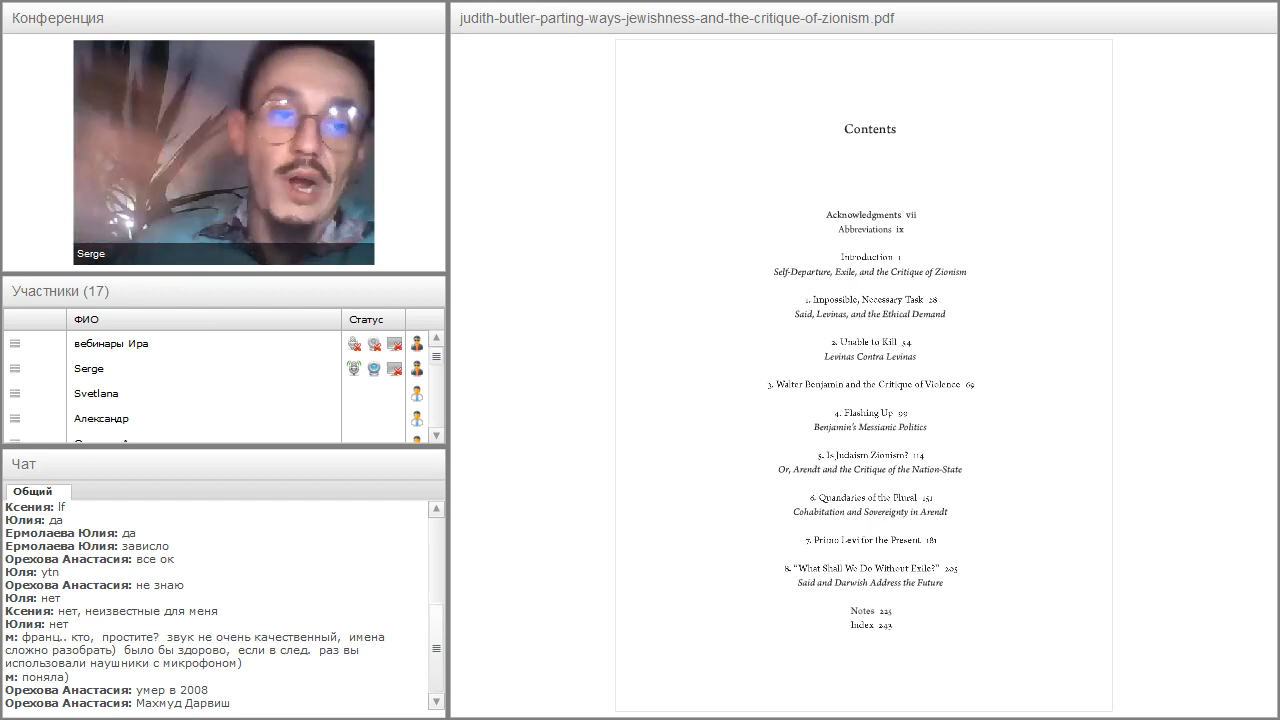 Конференция
Serge
Участники (17)
ФИО
Статус
вебинары Ира
Serge
Svetlana
Александр
Чат
Общий
Ксения: lf
Юлия: да
Ермолаева Юлия: да
Ермолаева Юлия: зависло
Орехова Анастасия: все ок
Юля: ytn
Орехова Анастасия: не знаю
Юля: нет
Ксения: нет, неизвестные для меня
Юлия: нет
м: франц.. кто, простите? звук не очень качественный, имена
сложно разобрать) было бы здорово, если в след. раз вы
использовали наушники с микрофоном)
м: поняла)
Орехова Анастасия: умер в 2008
Орехова Анастасия: Махмуд Дарвиш
judith-butler-parting-ways-jewishness-and-the-critique-of-zionism.pdf
Contents
Acknowledgments vii
Abbreviations ix
Introduction 1
Self-Departure, Exile, and the Critique of Zionism
1. Impossible, Necessary Task 28
Said, Levinas, and the Ethical Demand
2. Unable to Kill 54
Levinas Contra Levinas
3. Walter Benjamin and the Critique of Violence 69
4. Flashing Up 99
Benjamin's Messianic Politics
5. Is Judaism Zionism? 114
Or, Arendt and the Critique of the Nation-State
6. Quandaries of the Plural 151
Cohabitation and Sovereignty in Arendt
7. Primo Levi for the Present 181
8. “What Shall We Do Without Exile?” 205
Said and Darwish Address the Future
Notes 225
Index 243